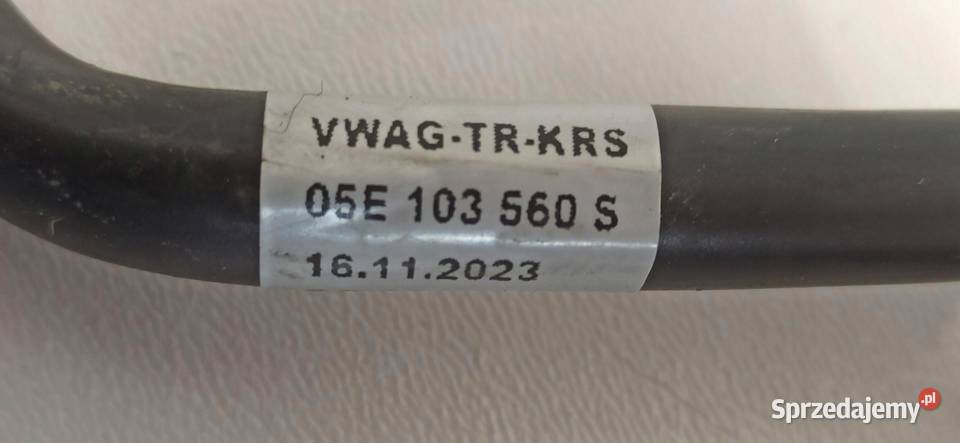 VWAG-TR-KRS
05E 103 560 S
16.11.2023
Sprzedajemy.pl